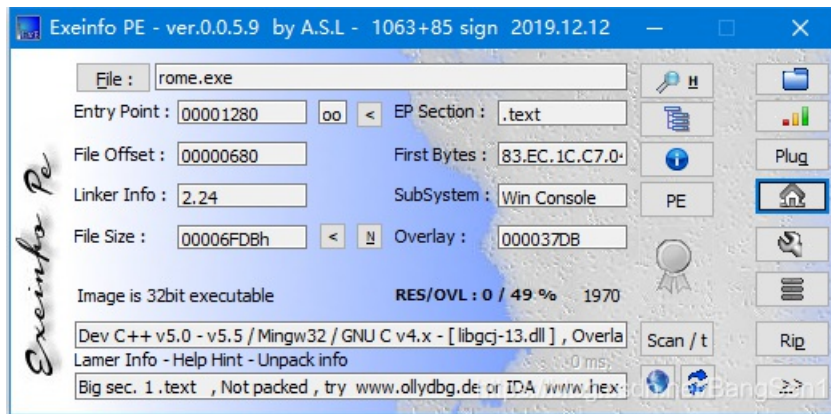 Exeinfo PE - ver.0.0.5.9 by A.S.L - 1063+85 sign 2019.12.12
File : rome.exe H
Entry Point : 00001280 oo < EP Section : .text
File Offset : 00000680 First Bytes : 83.EC.1C.C7.0 Plug
Linker Info : 2.24 SubSystem : Win Console PE
File Size : 00006FDBh < N Overlay : 000037DB
Image is 32bit executable RES/OVL : 0 / 49 % 1970
Exeinfo Pe
Dev C++ v5.0 - v5.5 / Mingw32 / GNU C v4.x - [ libgcj-13.dll ] , Overla Scan / t Rip
Lamer Info - Help Hint - Unpack info 0 ms.
Big sec. 1 .text , Not packed , try www.ollydbg.de or IDA www.hex >>